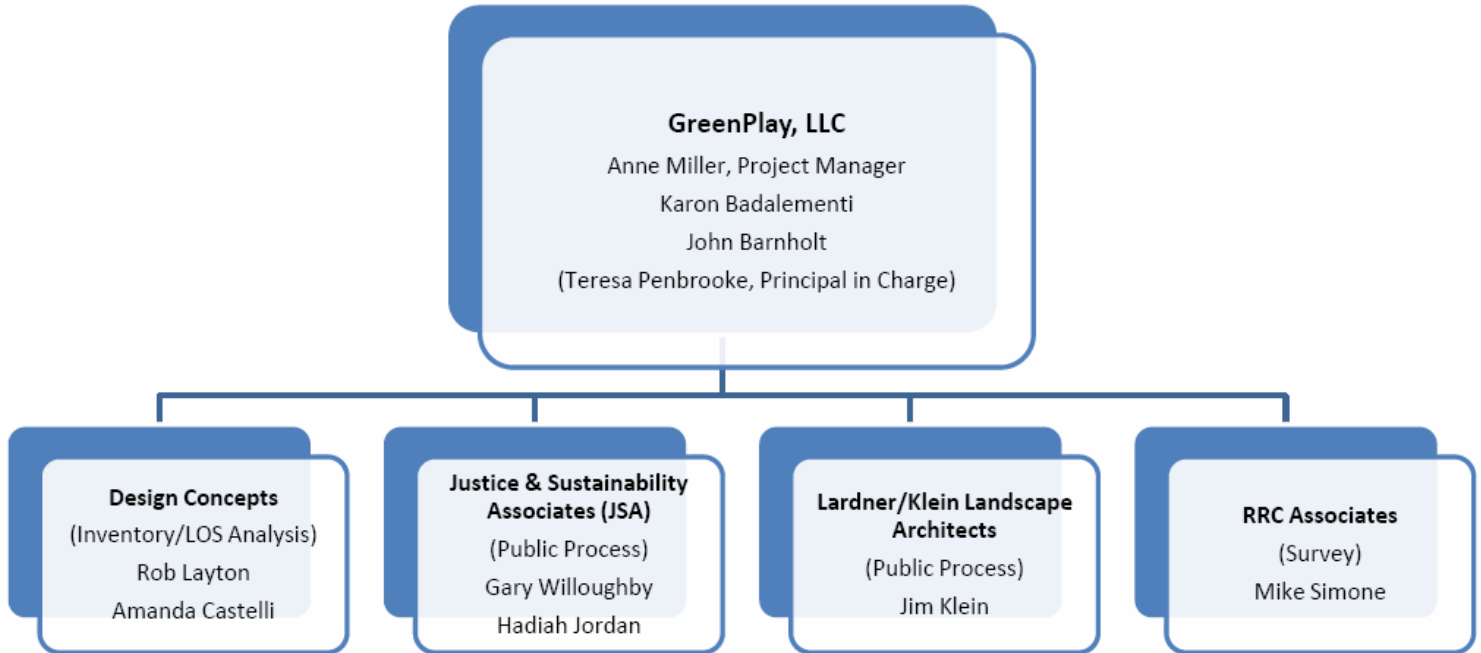 GreenPlay, LLC
Anne Miller, Project Manager
Karon Badalementi
John Barnholt
(Teresa Penbrooke, Principal in Charge)
Design Concepts
(Inventory/LOS Analysis)
Rob Layton
Amanda Castelli
Justice & Sustainability
Associates (JSA)
(Public Process)
Gary Willoughby
Hadiah Jordan
Lardner/Klein Landscape
Architects
(Public Process)
Jim Klein
RRC Associates
(Survey)
Mike Simone